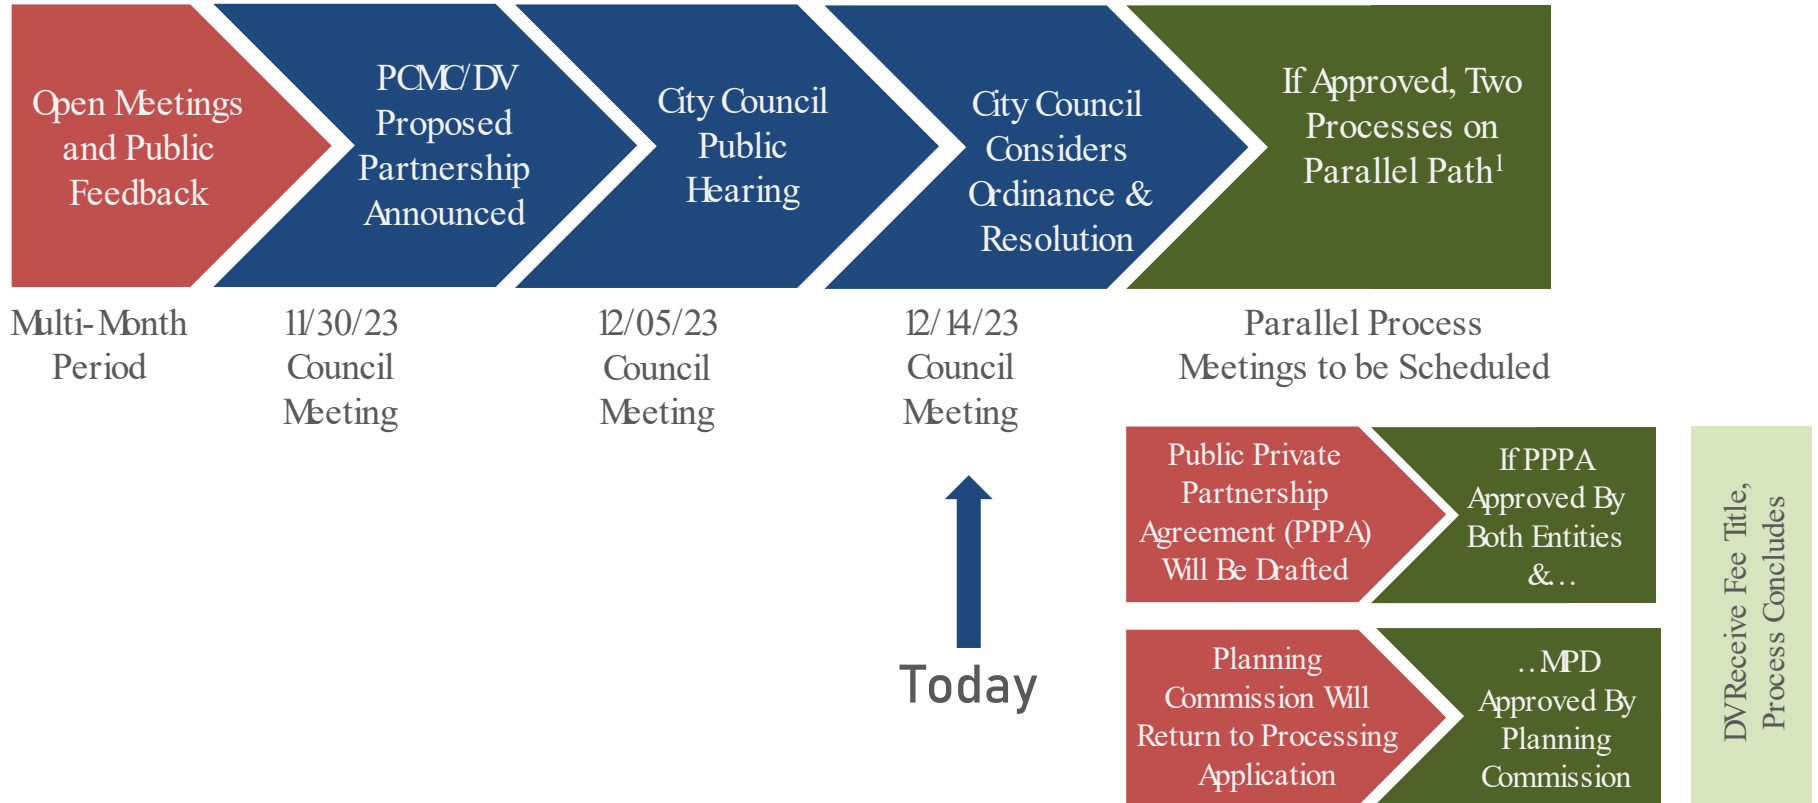 Open Meetings
and Public
Feedback
PCMC/DV
Proposed
Partnership
Announced
City Council
Public
Hearing
City Council
Considers
Ordinance &
Resolution
If Approved, Two
Processes on
Parallel Path¹
Multi-Month
Period
11/30/23
Council
Meeting
12/05/23
Council
Meeting
12/14/23
Council
Meeting
Parallel Process
Meetings to be Scheduled
Today
Public Private
Partnership
Agreement (PPPA)
Will Be Drafted
If PPPA
Approved By
Both Entities
&…
Planning
Commission Will
Return to Processing
Application
…MPD
Approved By
Planning
Commission
DV Receive Fee Title,
Process Concludes